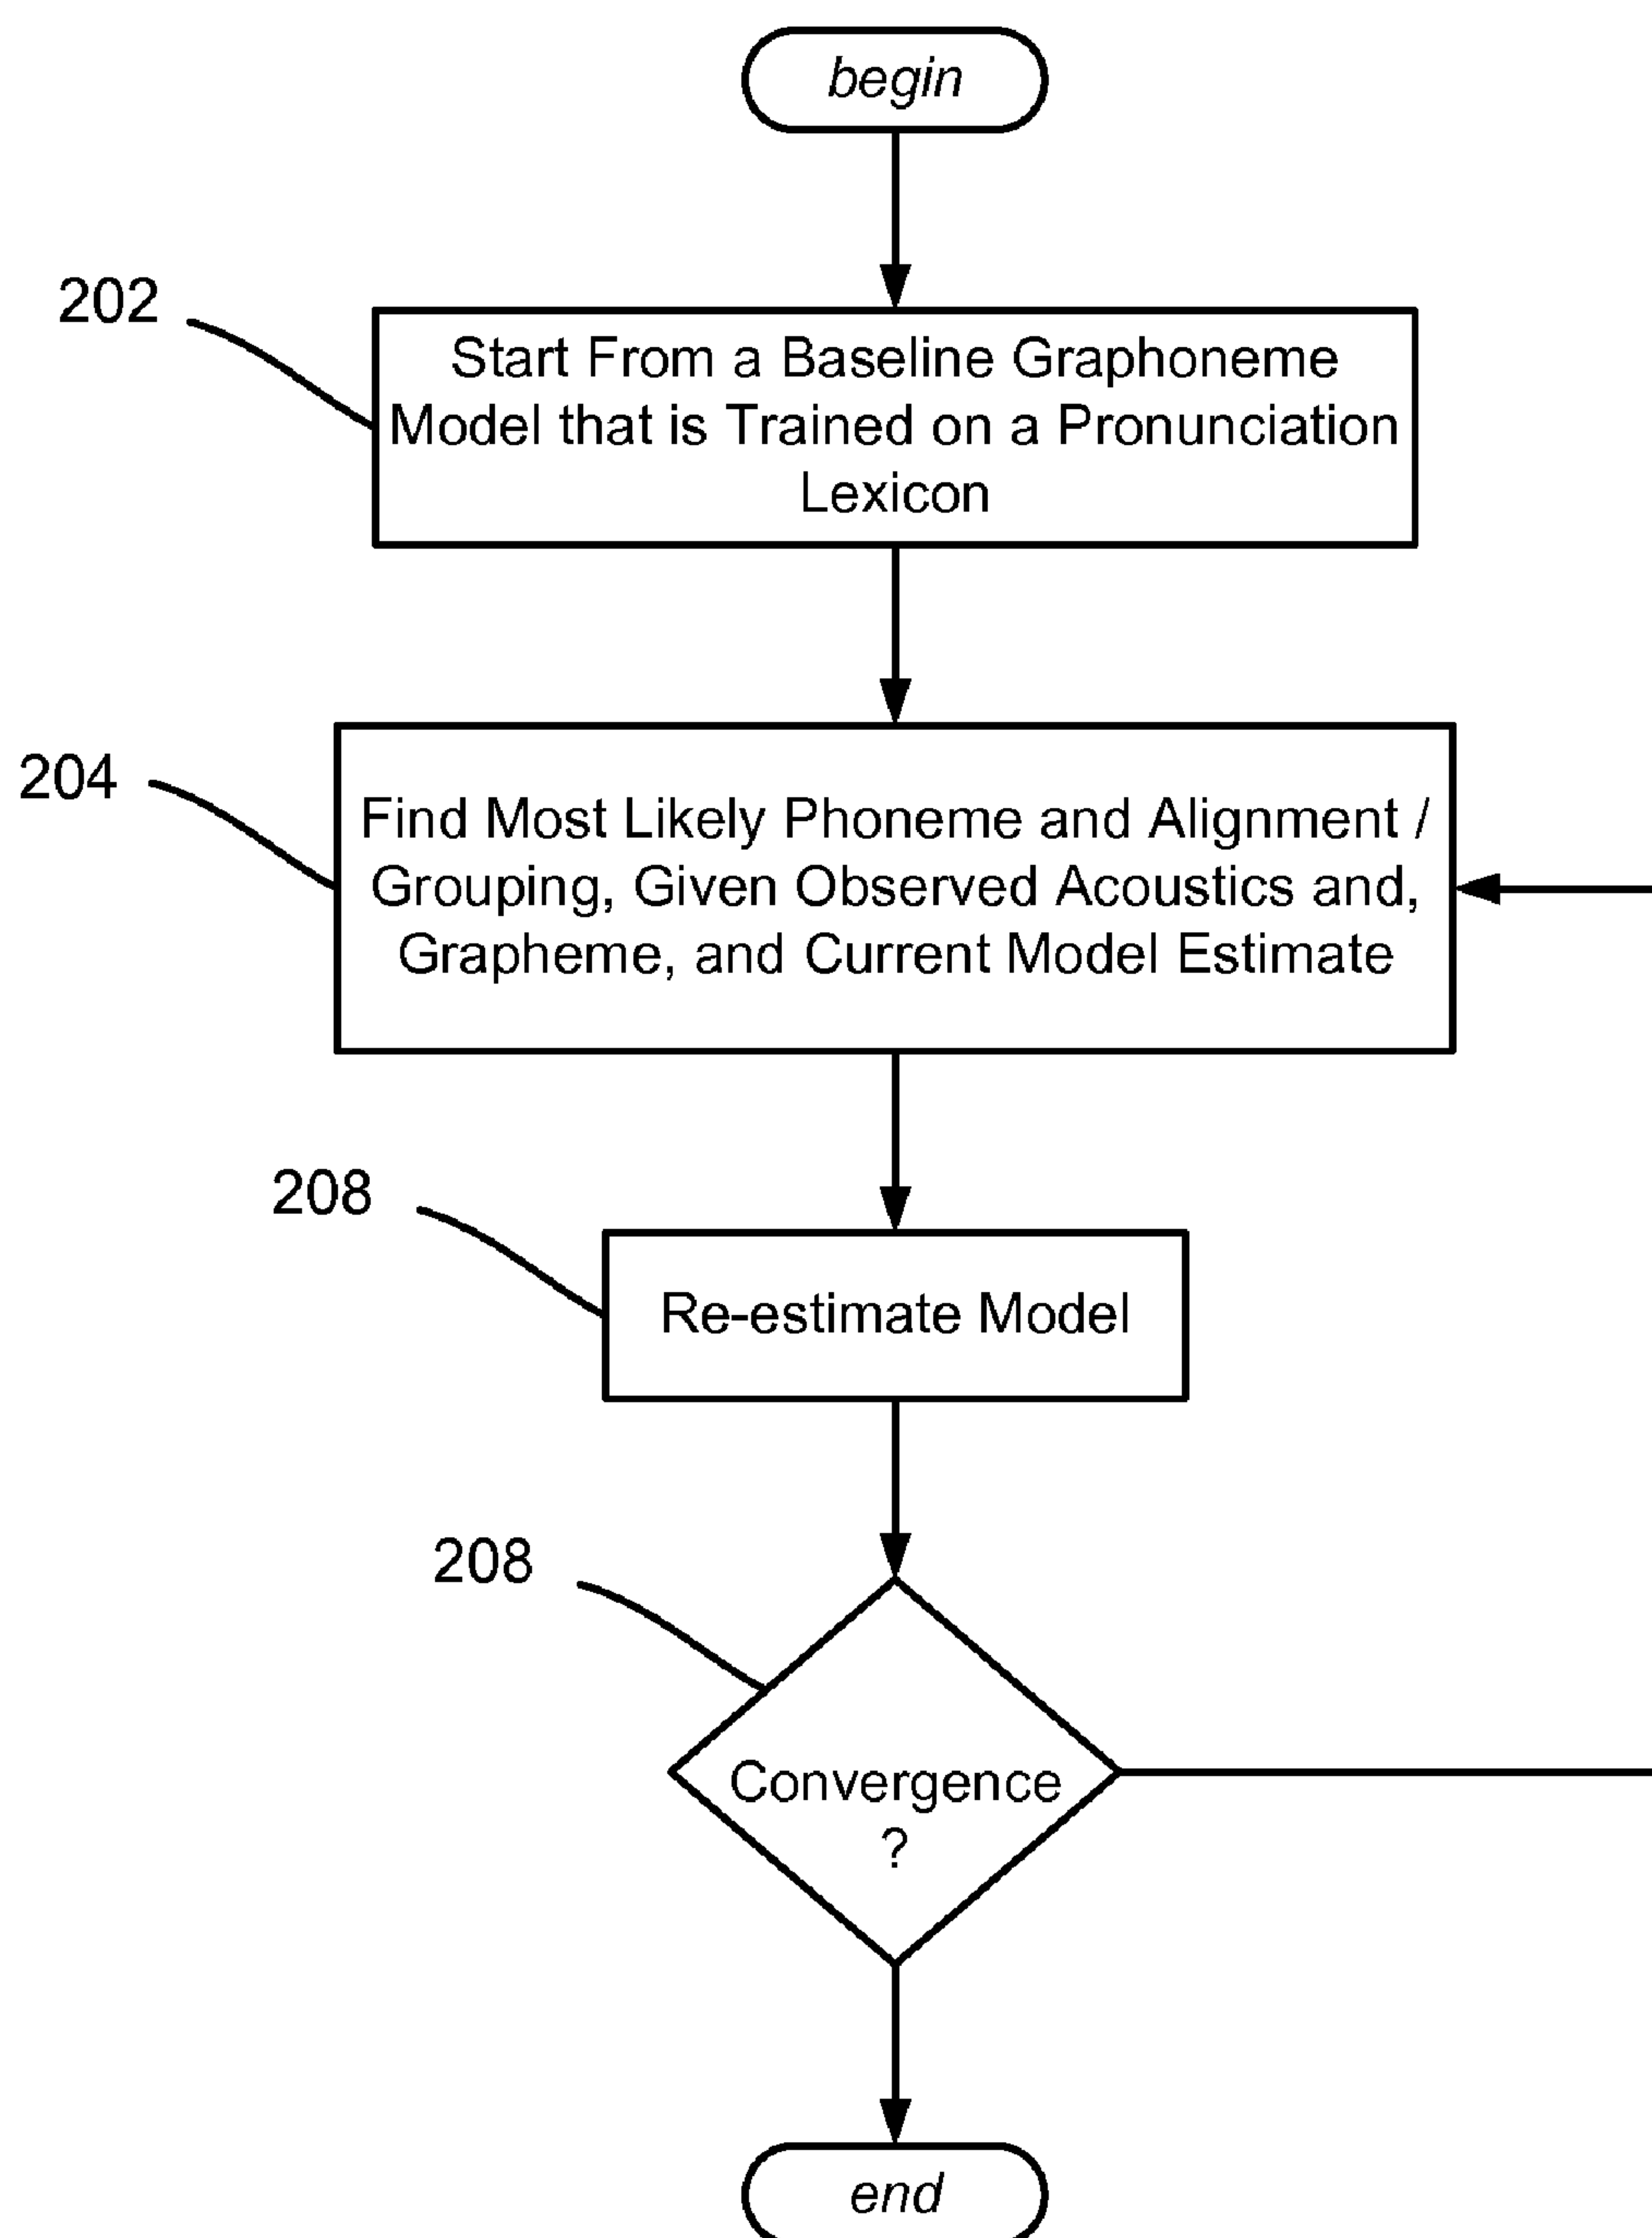 begin
202
Start From a Baseline Graphoneme
Model that is Trained on a Pronunciation
Lexicon
204
Find Most Likely Phoneme and Alignment /
Grouping, Given Observed Acoustics and,
Grapheme, and Current Model Estimate
208
Re-estimate Model
208
Convergence
?
end